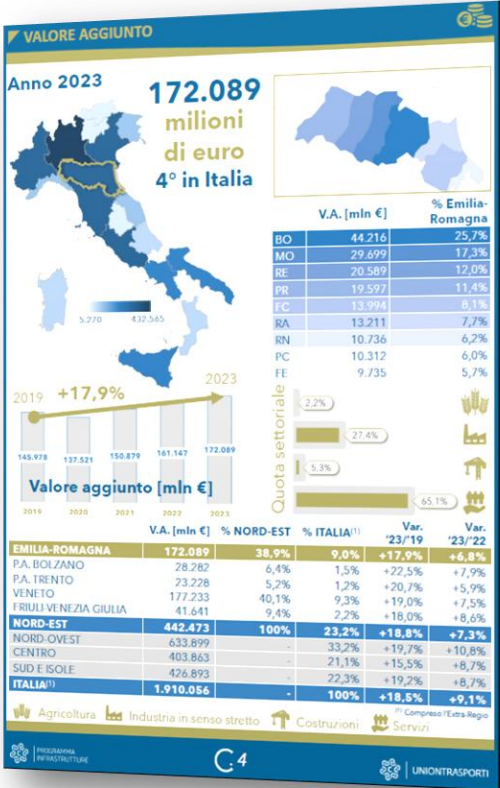 VALORE AGGIUNTO
Anno 2023
172.089
milioni
di euro
4° in Italia
5.270 432.565
V.A. [mln €] % Emilia-Romagna
BO 44.216 25,7%
MO 29.699 17,3%
RE 20.589 12,0%
PR 19.597 11,4%
FC 13.994 8,1%
RA 13.211 7,7%
RN 10.736 6,2%
PC 10.312 6,0%
FE 9.735 5,7%
2019 +17,9% 2023
145.978 137.521 150.879 161.147 172.089
Valore aggiunto [mln €]
2019 2020 2021 2022 2023
Quota settoriale
2,2%
27,4%
5,3%
65,1%
V.A. [mln €] % NORD-EST % ITALIA(1) Var. '23/'19 Var. '23/'22
EMILIA-ROMAGNA 172.089 38,9% 9,0% +17,9% +6,8%
P.A. BOLZANO 28.282 6,4% 1,5% +22,5% +7,9%
P.A. TRENTO 23.228 5,2% 1,2% +20,7% +5,9%
VENETO 177.233 40,1% 9,3% +19,0% +7,5%
FRIULI-VENEZIA GIULIA 41.641 9,4% 2,2% +18,0% +8,6%
NORD-EST 442.473 100% 23,2% +18,8% +7,3%
NORD-OVEST 633.899 - 33,2% +19,7% +10,8%
CENTRO 403.863 - 21,1% +15,5% +8,7%
SUD E ISOLE 426.893 - 22,3% +19,2% +8,7%
ITALIA(1) 1.910.056 - 100% +18,5% +9,1%
(1) Compreso l'Extra-Regio
Agricoltura Industria in senso stretto Costruzioni Servizi
PROGRAMMA
INFRASTRUTTURE
C.4
UNIONTRASPORTI